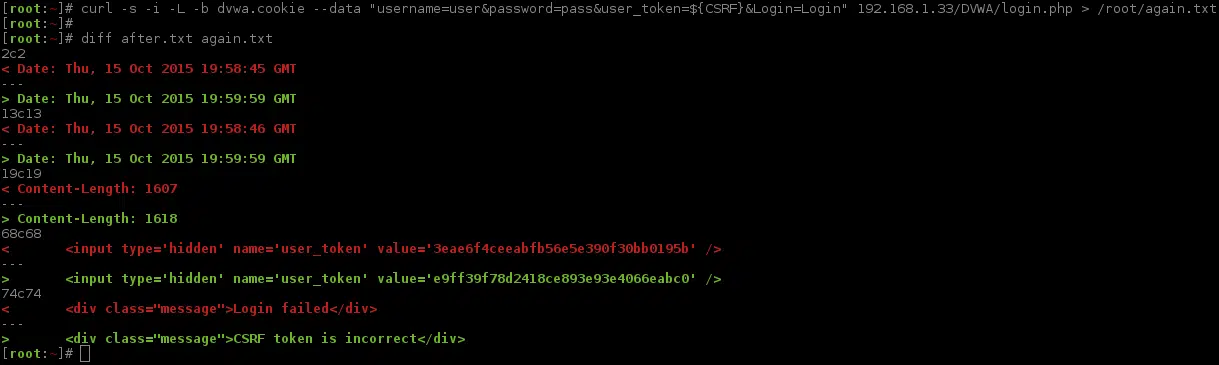 [root:~]# curl -s -i -L -b dvwa.cookie --data "username=user&password=pass&user_token=${CSRF}&Login=Login" 192.168.1.33/DVWA/login.php > /root/again.txt
[root:~]#
[root:~]# diff after.txt again.txt
2c2
< Date: Thu, 15 Oct 2015 19:58:45 GMT
---
> Date: Thu, 15 Oct 2015 19:59:59 GMT
13c13
< Date: Thu, 15 Oct 2015 19:58:46 GMT
---
> Date: Thu, 15 Oct 2015 19:59:59 GMT
19c19
< Content-Length: 1607
---
> Content-Length: 1618
68c68
<       <input type='hidden' name='user_token' value='3eae6f4ceeabfb56e5e390f30bb0195b' />
---
>       <input type='hidden' name='user_token' value='e9ff39f78d2418ce893e93e4066eabc0' />
74c74
<       <div class="message">Login failed</div>
---
>       <div class="message">CSRF token is incorrect</div>
[root:~]#